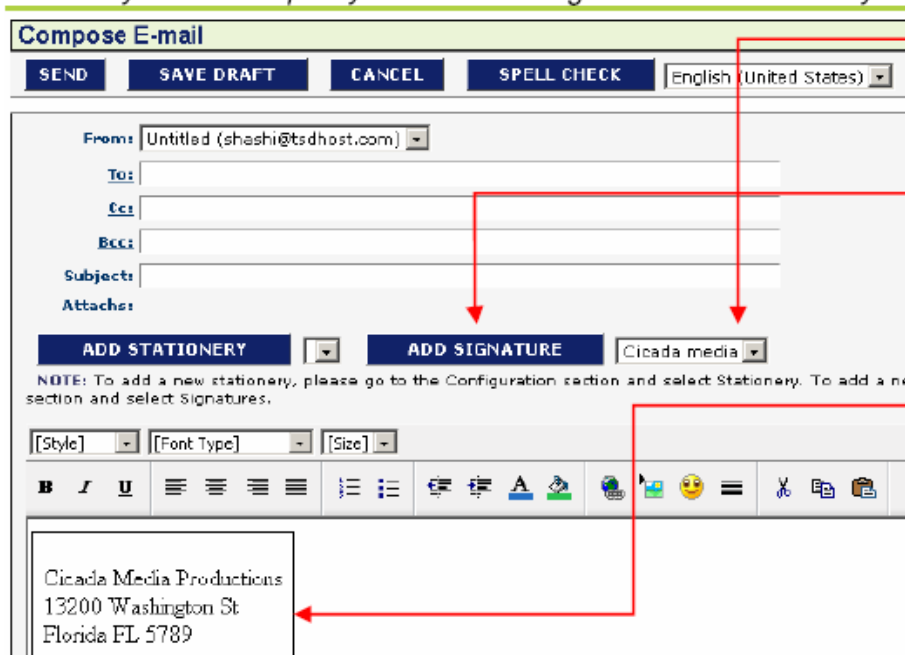 Compose E-mail
SEND SAVE DRAFT CANCEL SPELL CHECK English (United States)
From: Untitled (shashi@tsdhost.com)
To:
Cc:
Bcc:
Subject:
Attachs:
ADD STATIONERY ADD SIGNATURE Cicada media
NOTE: To add a new stationery, please go to the Configuration section and select Stationery. To add a
section and select Signatures.
[Style] [Font Type] [Size]
B I U A
Cicada Media Productions
13200 Washington St
Florida FL 5789